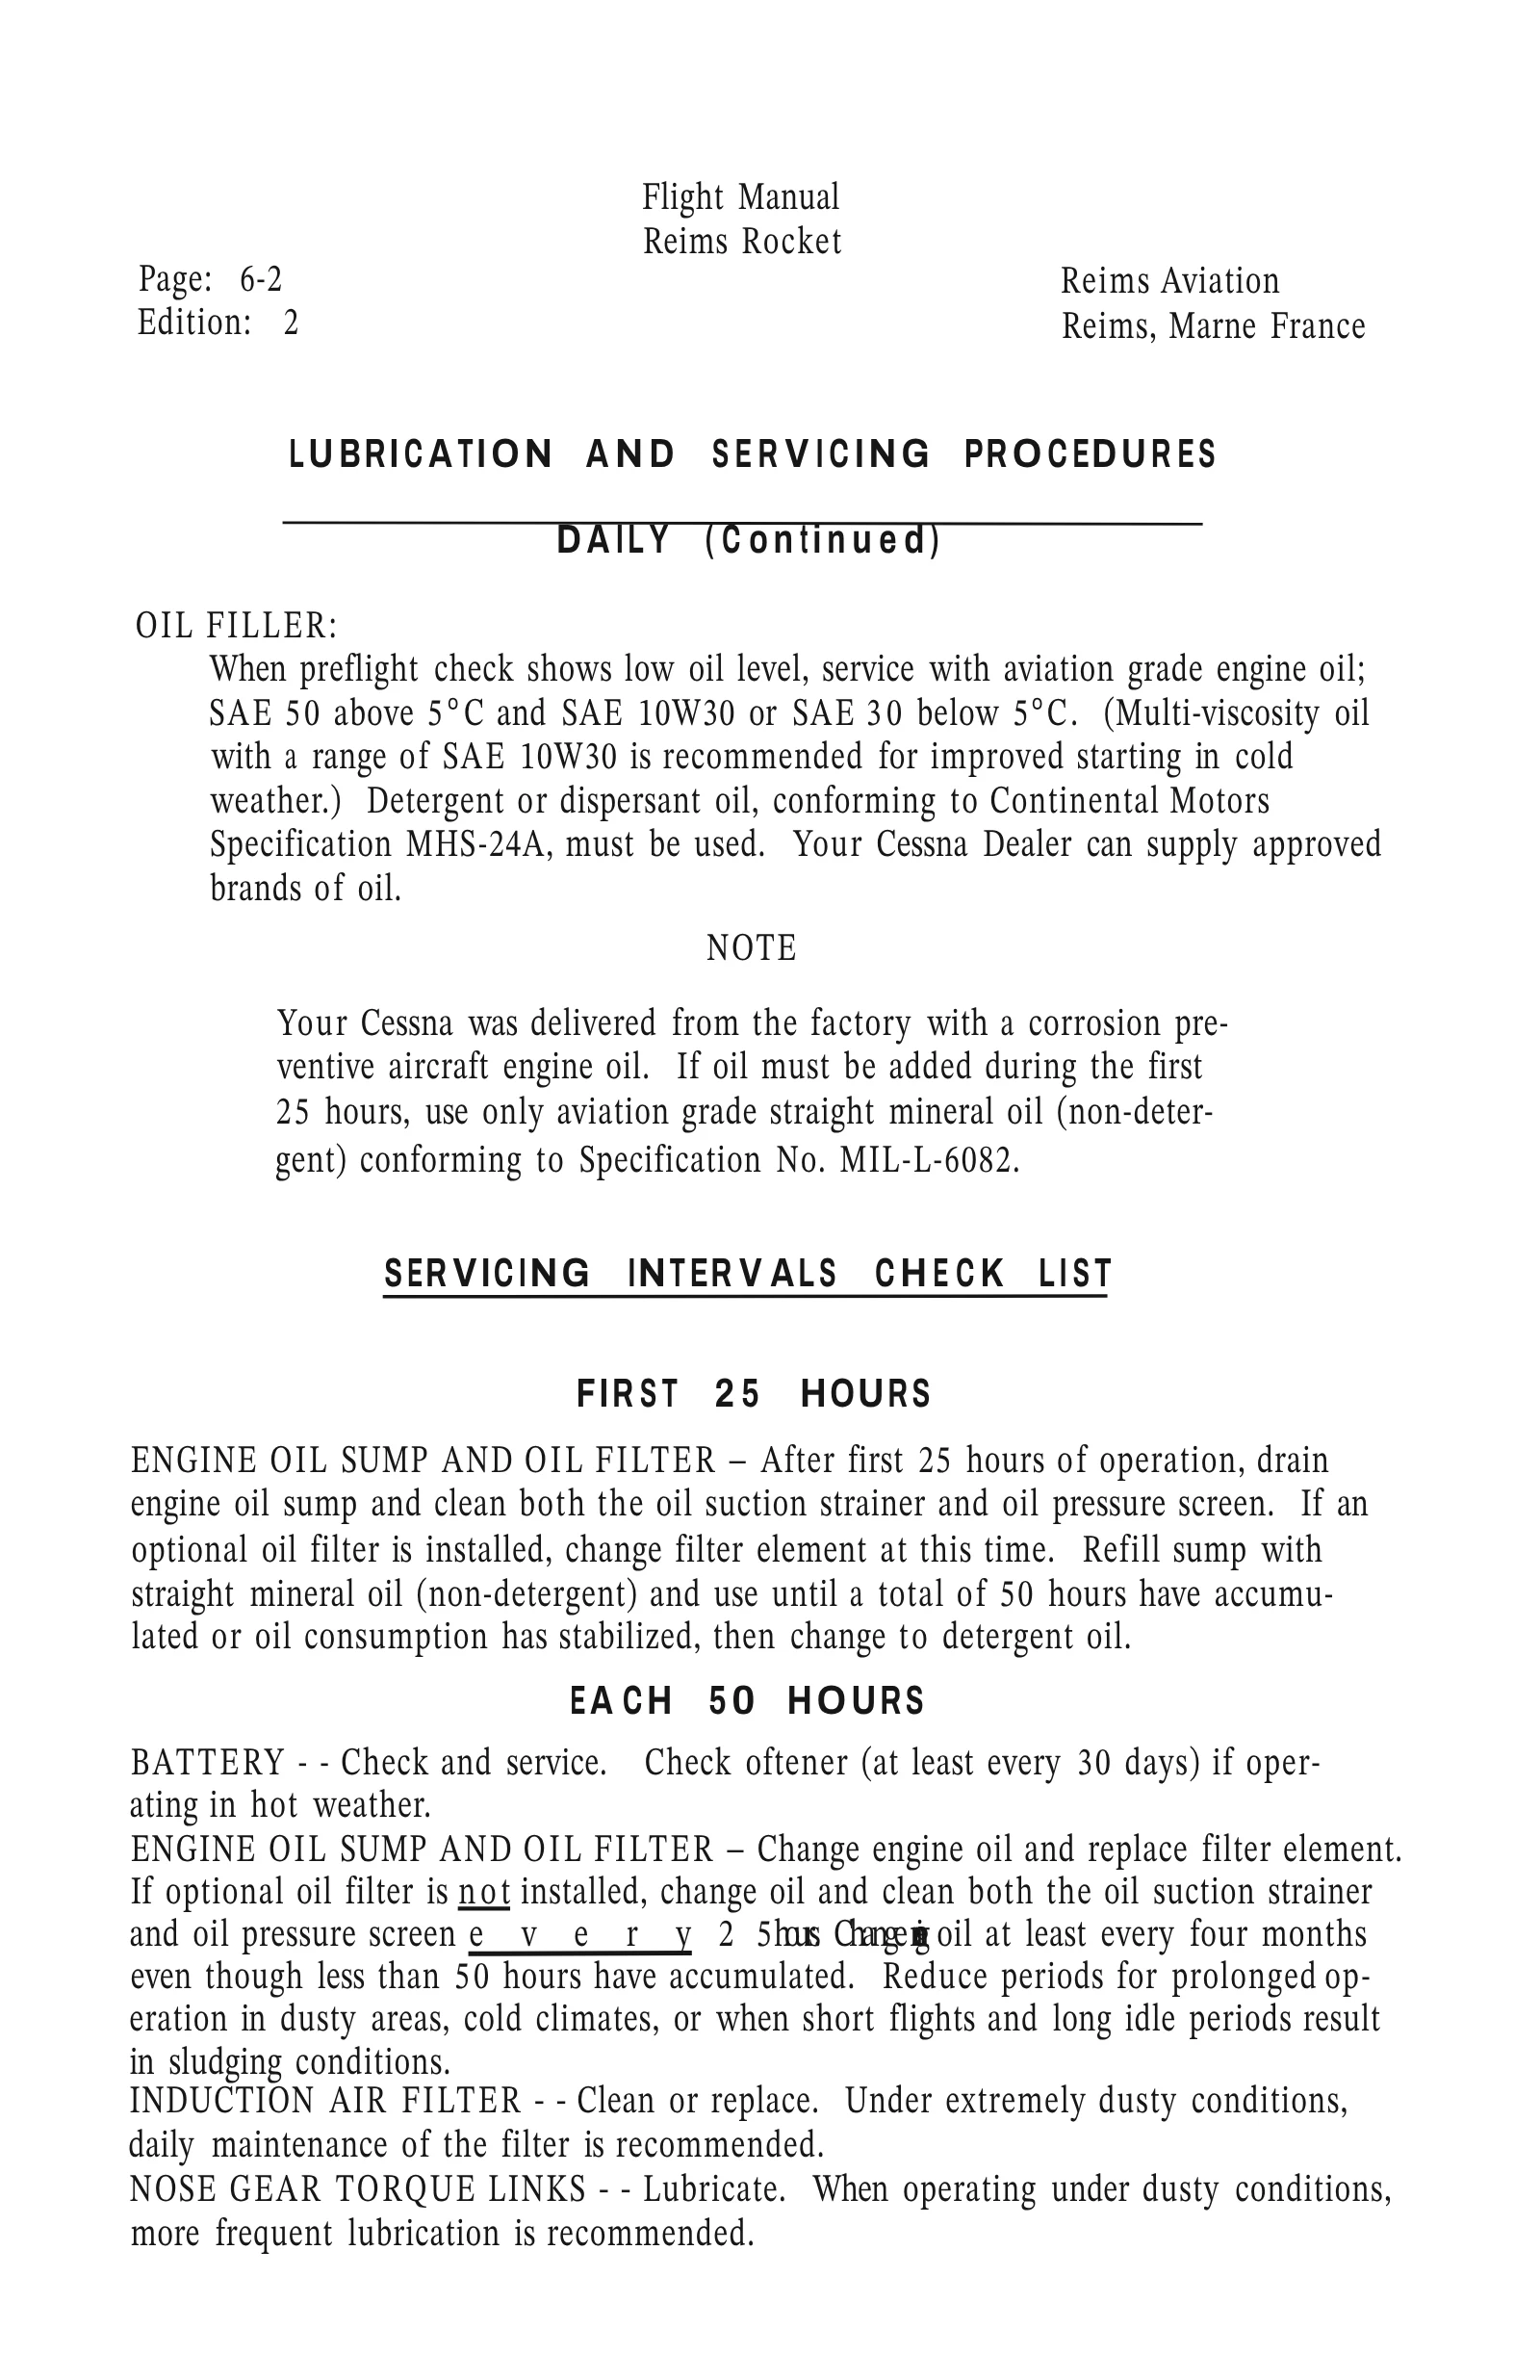 Flight Manual
Reims Rocket
Page: 6-2
Edition: 2
Reims Aviation
Reims, Marne France
LUBRICATION AND SERVICING PROCEDURES
DAILY (Continued)
OIL FILLER:
When preflight check shows low oil level, service with aviation grade engine oil;
SAE 50 above 5°C and SAE 10W30 or SAE 30 below 5°C. (Multi-viscosity oil
with a range of SAE 10W30 is recommended for improved starting in cold
weather.) Detergent or dispersant oil, conforming to Continental Motors
Specification MHS-24A, must be used. Your Cessna Dealer can supply approved
brands of oil.
NOTE
Your Cessna was delivered from the factory with a corrosion pre-
ventive aircraft engine oil. If oil must be added during the first
25 hours, use only aviation grade straight mineral oil (non-deter-
gent) conforming to Specification No. MIL-L-6082.
SERVICING INTERVALS CHECK LIST
FIRST 25 HOURS
ENGINE OIL SUMP AND OIL FILTER – After first 25 hours of operation, drain
engine oil sump and clean both the oil suction strainer and oil pressure screen. If an
optional oil filter is installed, change filter element at this time. Refill sump with
straight mineral oil (non-detergent) and use until a total of 50 hours have accumu-
lated or oil consumption has stabilized, then change to detergent oil.
EACH 50 HOURS
BATTERY - - Check and service. Check oftener (at least every 30 days) if oper-
ating in hot weather.
ENGINE OIL SUMP AND OIL FILTER – Change engine oil and replace filter element.
If optional oil filter is not installed, change oil and clean both the oil suction strainer
and oil pressure screen every 25 oil at least every four months
even though less than 50 hours have accumulated. Reduce periods for prolonged op-
eration in dusty areas, cold climates, or when short flights and long idle periods result
in sludging conditions.
INDUCTION AIR FILTER - - Clean or replace. Under extremely dusty conditions,
daily maintenance of the filter is recommended.
NOSE GEAR TORQUE LINKS - - Lubricate. When operating under dusty conditions,
more frequent lubrication is recommended.